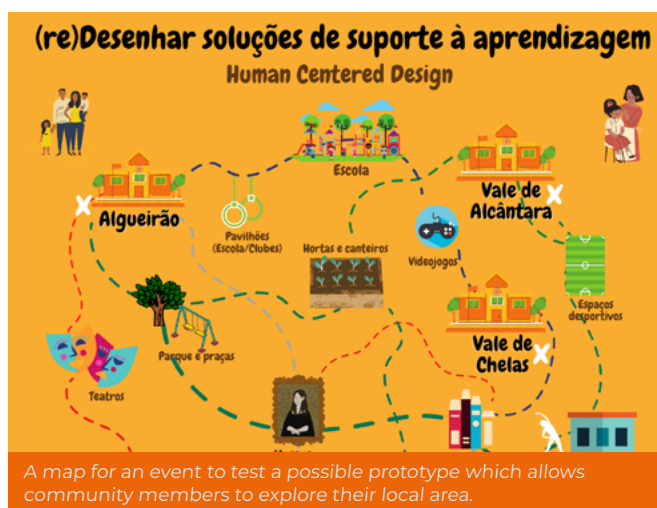 (re)Desenhar soluções de suporte à aprendizagem
Human Centered Design
Escola
Algueirão
Vale de
Alcântara
Pavilhões
(Escola/Clubes)
Hortas e canteiros
Videojogos
Espaços
desportivos
Parque e praças
Vale de
Chelas
Teatros
A map for an event to test a possible prototype which allows
community members to explore their local area.